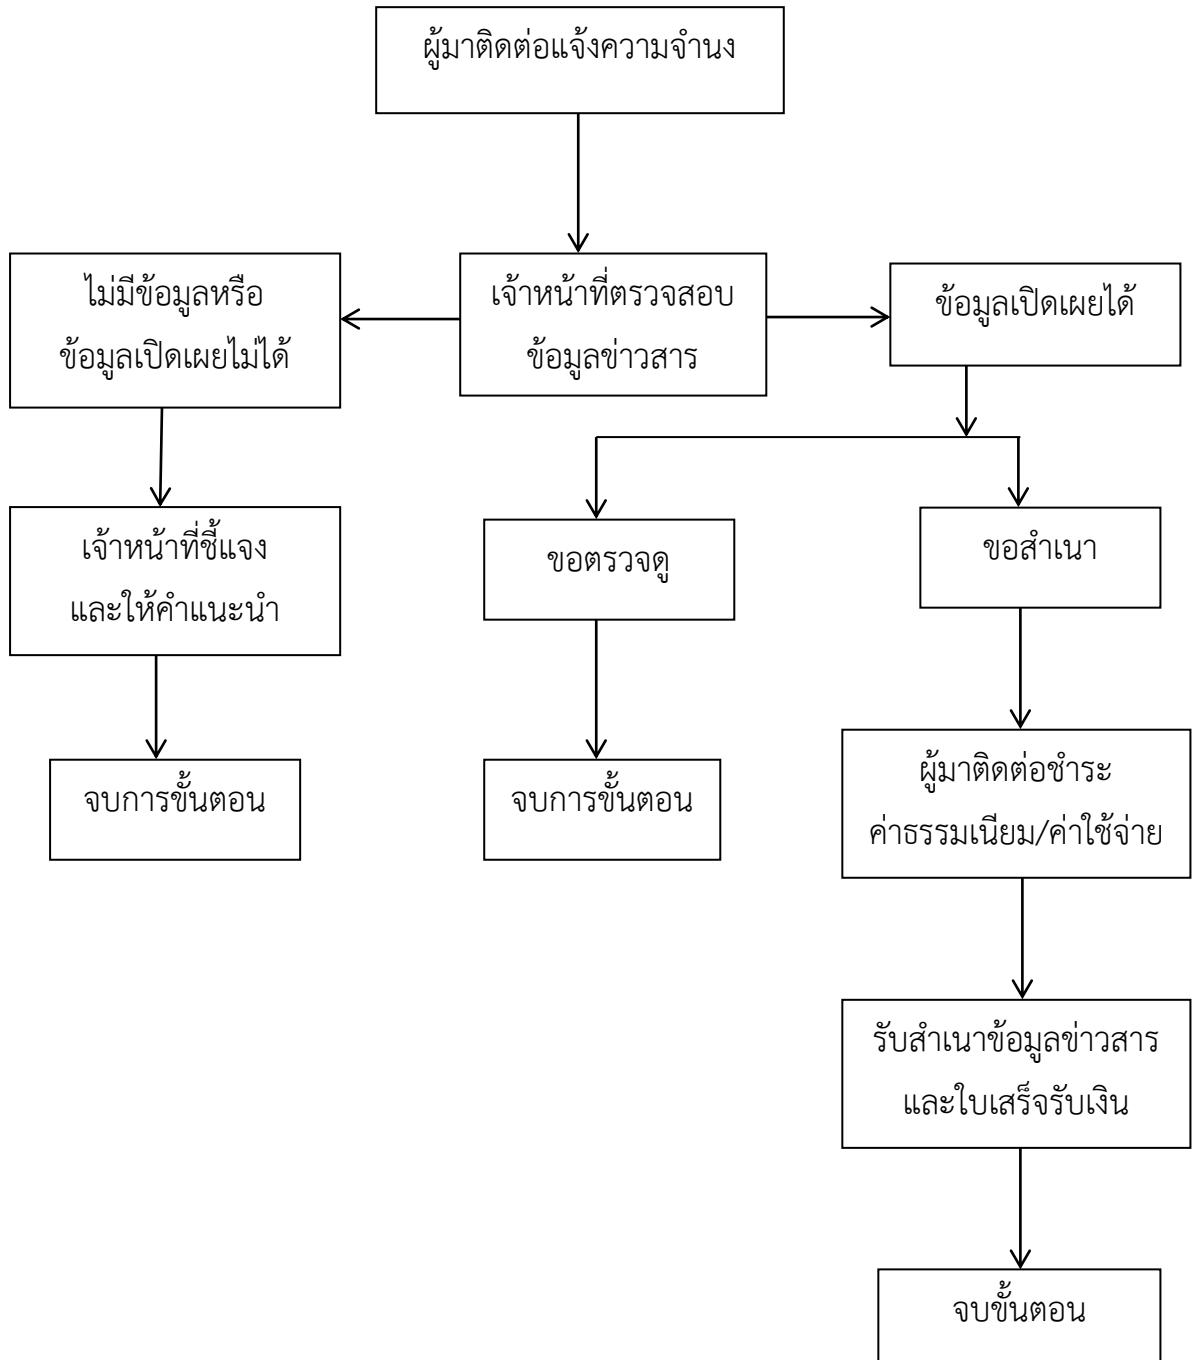 ผู้มาติดต่อแจ้งความจำนง
ไม่มีข้อมูลหรือ
ข้อมูลเปิดเผยไม่ได้
เจ้าหน้าที่ตรวจสอบ
ข้อมูลข่าวสาร
ข้อมูลเปิดเผยได้
เจ้าหน้าที่ชี้แจง
และให้คำแนะนำ
ขอตรวจดู
ขอสำเนา
จบการขั้นตอน
จบการขั้นตอน
ผู้มาติดต่อชำระ
ค่าธรรมเนียม/ค่าใช้จ่าย
รับสำเนาข้อมูลข่าวสาร
และใบเสร็จรับเงิน
จบขั้นตอน